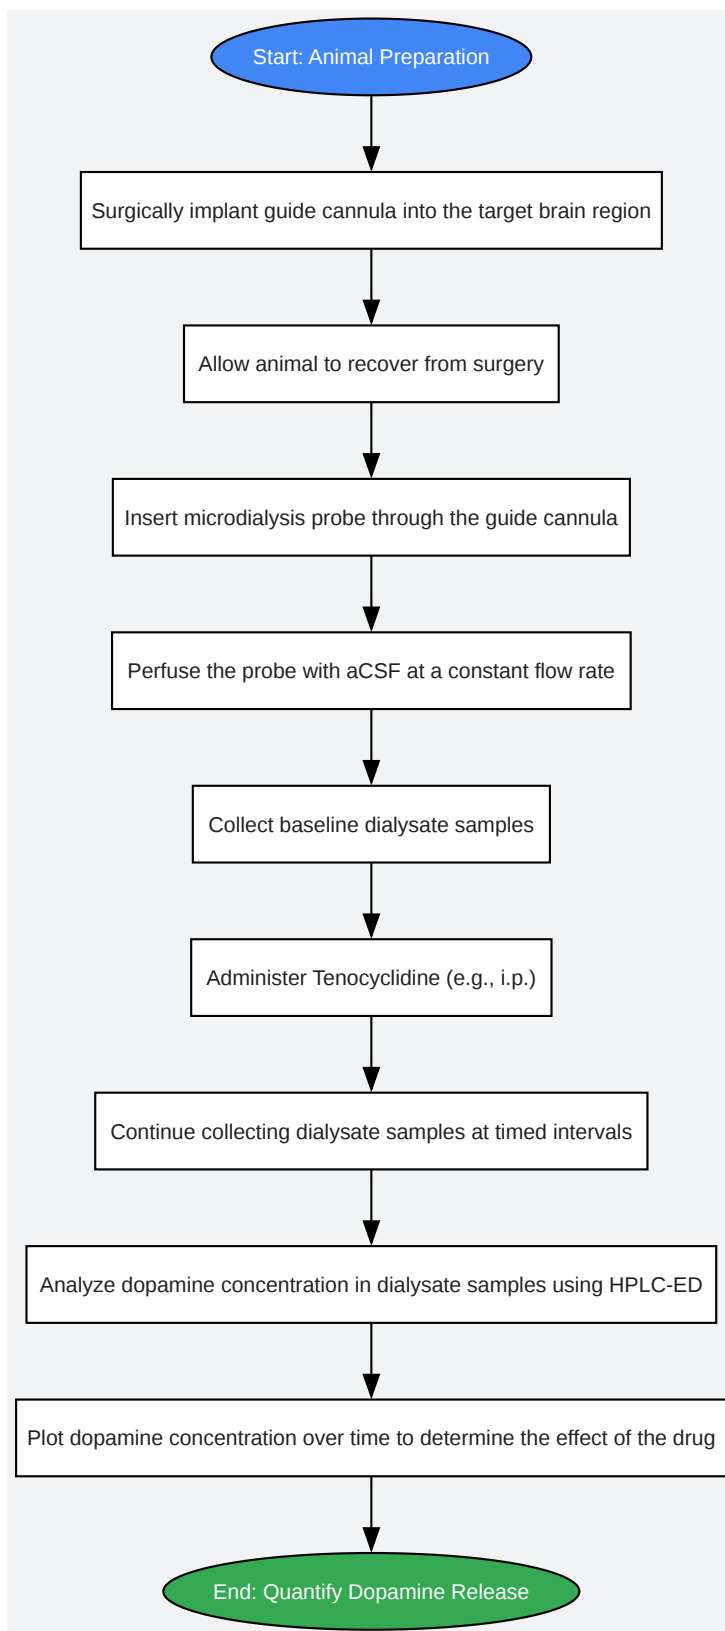 Start: Animal Preparation
Surgically implant guide cannula into the target brain region
Allow animal to recover from surgery
Insert microdialysis probe through the guide cannula
Perfuse the probe with aCSF at a constant flow rate
Collect baseline dialysate samples
Administer Tenocyclidine (e.g., i.p.)
Continue collecting dialysate samples at timed intervals
Analyze dopamine concentration in dialysate samples using HPLC-ED
Plot dopamine concentration over time to determine the effect of the drug
End: Quantify Dopamine Release